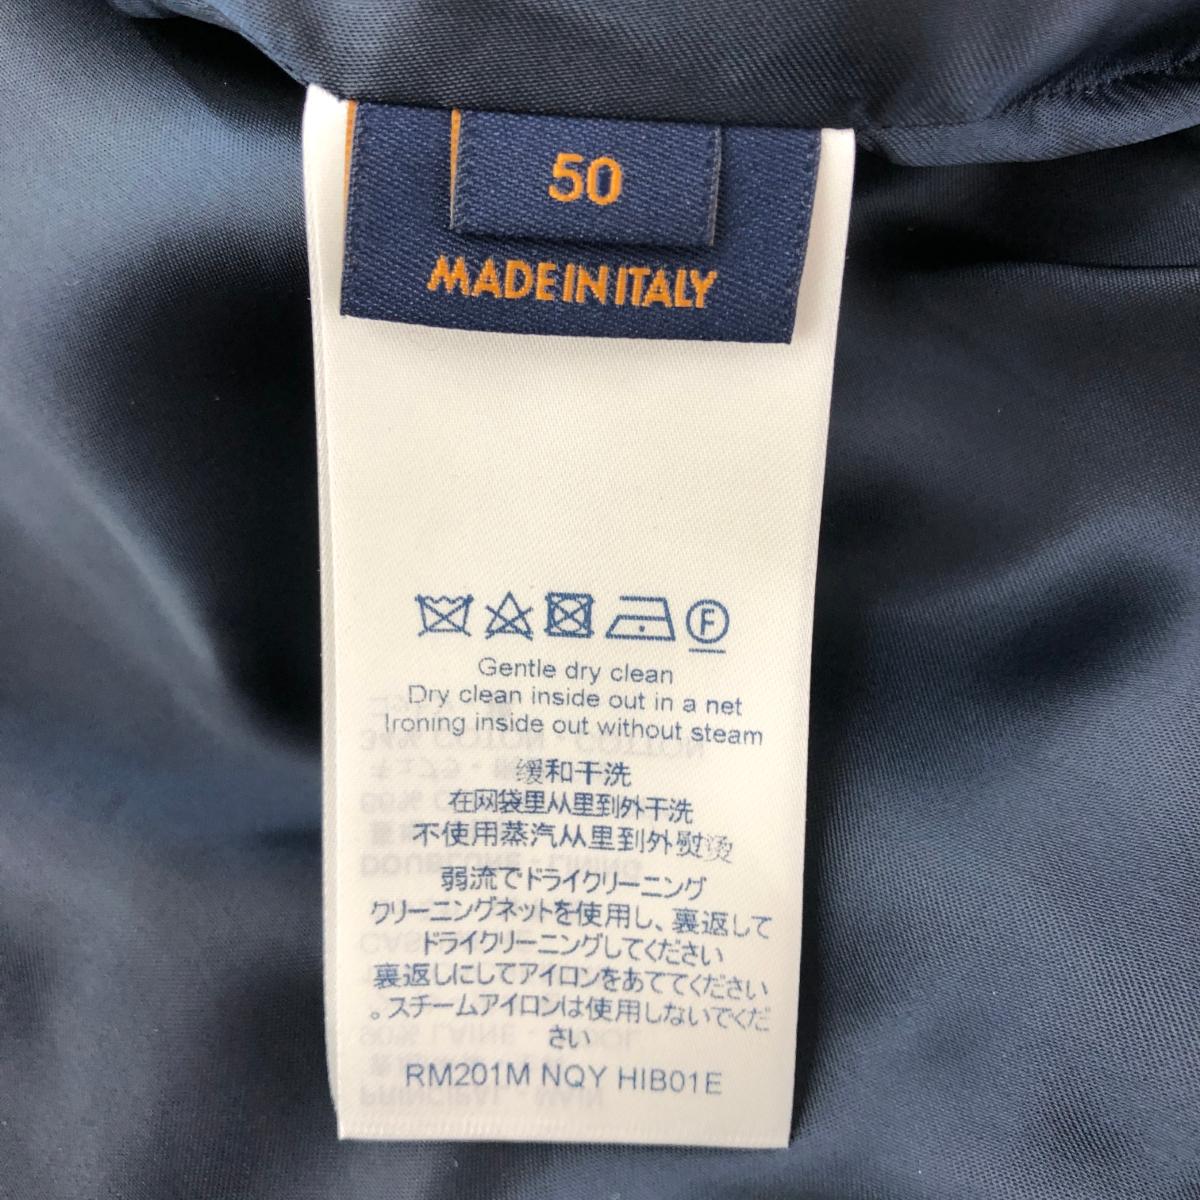 50
MADE IN ITALY
F
Gentle dry clean
Dry clean inside out in a net
Ironing inside out without steam
缓和干洗
在网袋里从里到外干洗
不使用蒸汽从里到外熨烫
弱流でドライクリーニング
クリーニングネットを使用し、裏返して
ドライクリーニングしてください
裏返しにしてアイロンをあててください
。スチームアイロンは使用しないでくだ
さい
RM201M NQY HIB01E